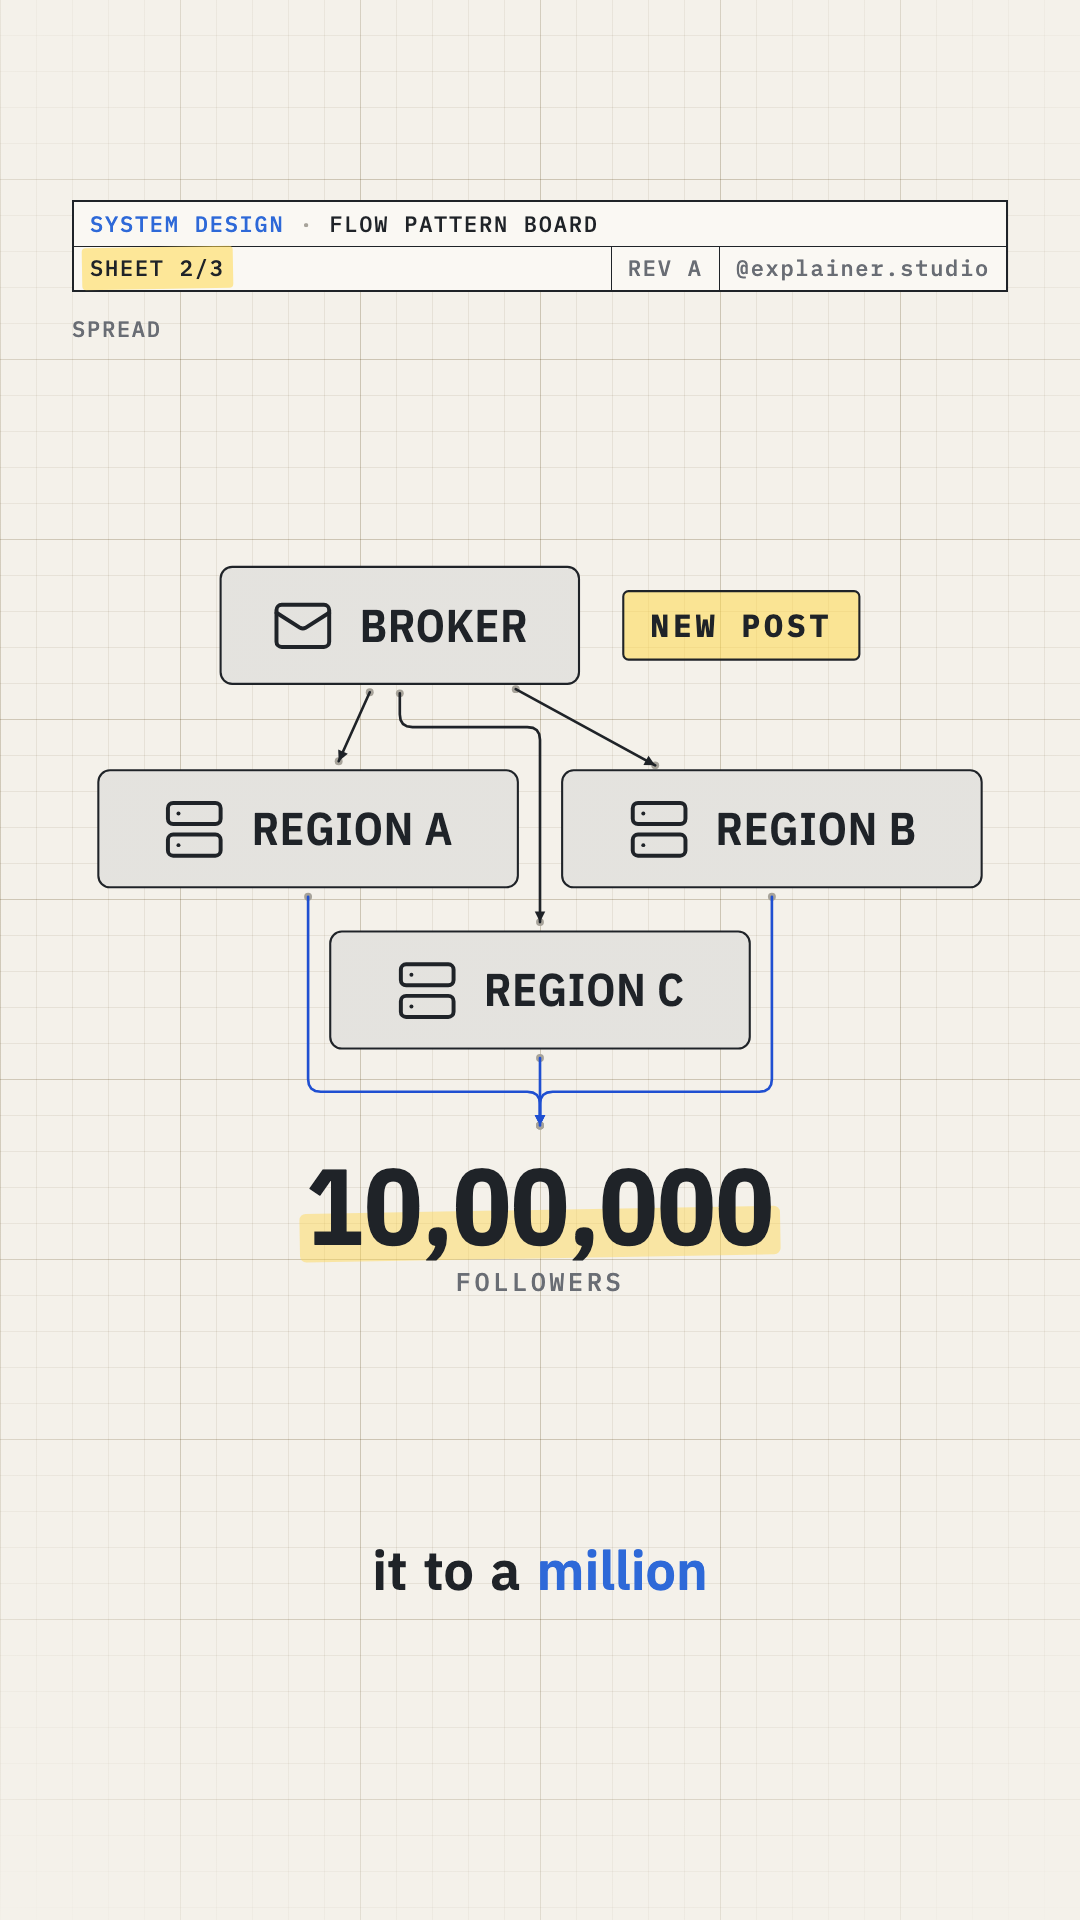 SYSTEM DESIGN · FLOW PATTERN BOARD
SHEET 2/3 REV A @explainer.studio
SPREAD
BROKER NEW POST
REGION A REGION B
REGION C
10,00,000
FOLLOWERS
it to a million